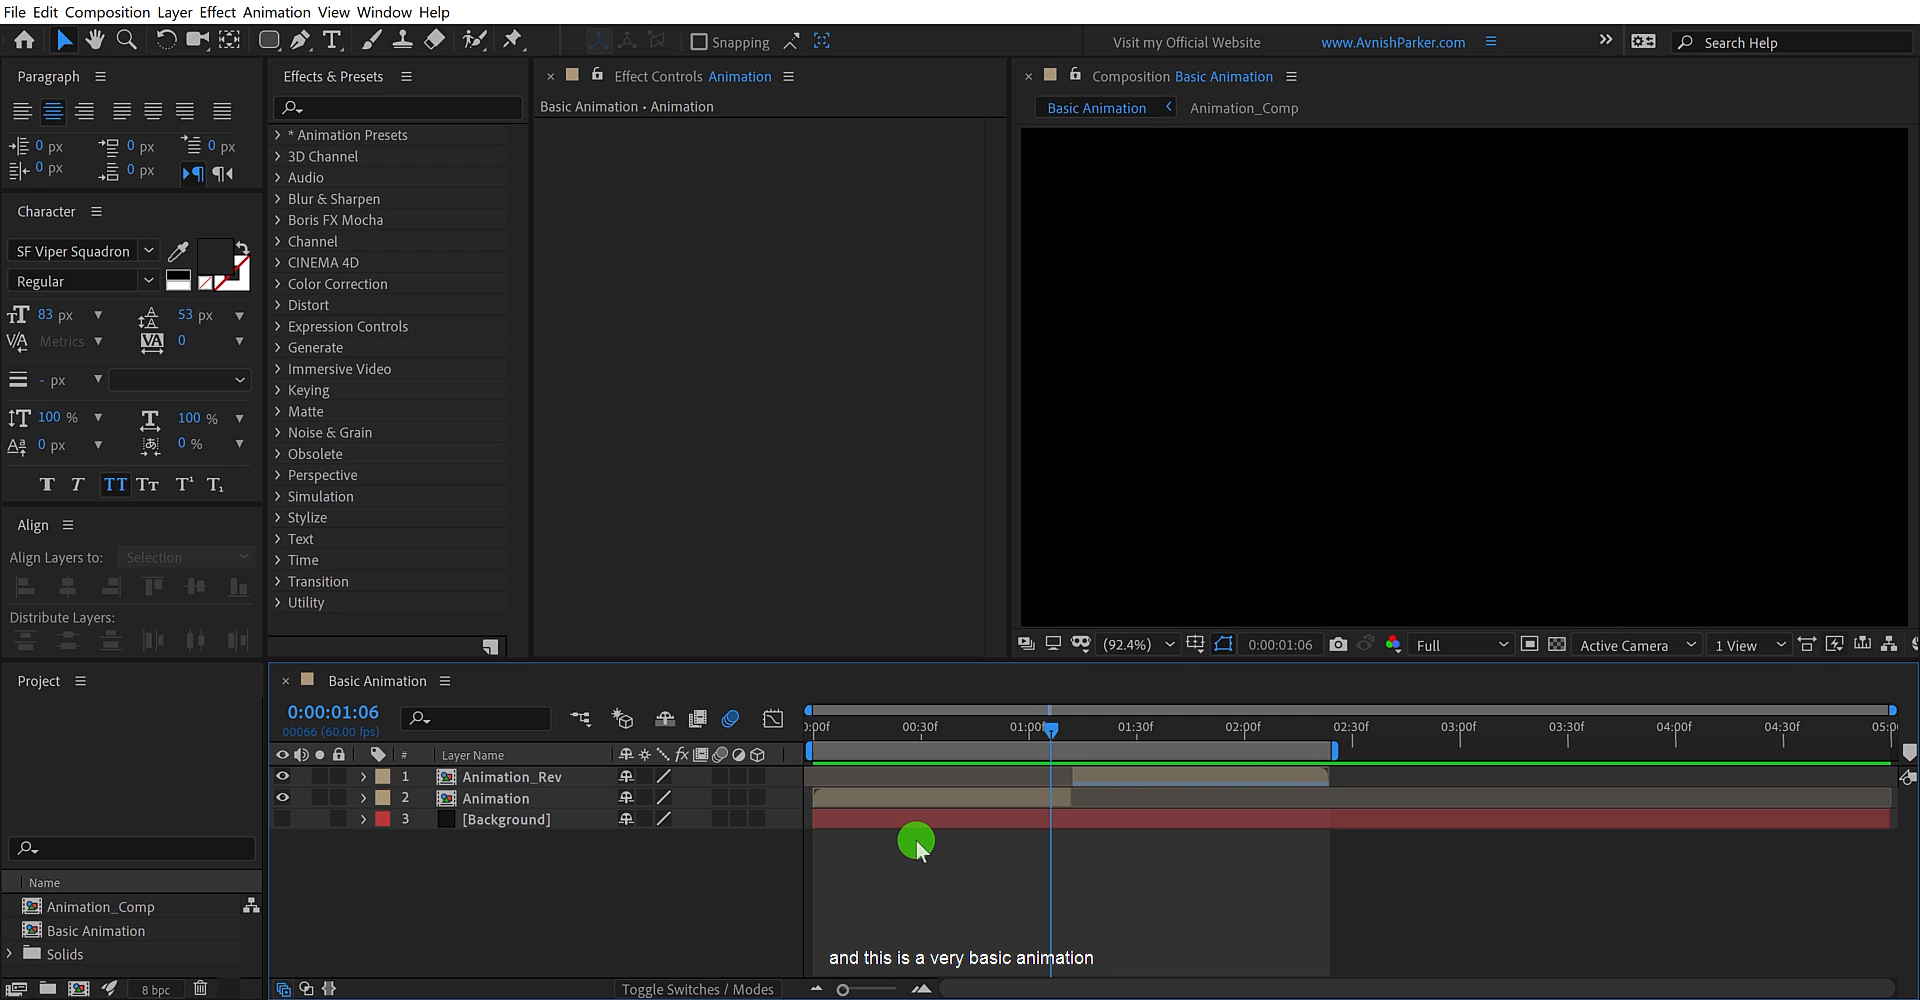 File Edit Composition Layer Effect Animation View Window Help
Snapping
Visit my Official Website
www.AvnishParker.com
Search Help
Paragraph
0 px 0 px 0 px
0 px 0 px
Character
SF Viper Squadron
Regular
83 px 53 px
Metrics 0
- px
100 % 100 %
0 px 0 %
Align
Align Layers to: Selection
Distribute Layers:
Effects & Presets
* Animation Presets
3D Channel
Audio
Blur & Sharpen
Boris FX Mocha
Channel
CINEMA 4D
Color Correction
Distort
Expression Controls
Generate
Immersive Video
Keying
Matte
Noise & Grain
Obsolete
Perspective
Simulation
Stylize
Text
Time
Transition
Utility
Effect Controls Animation
Basic Animation • Animation
Composition Basic Animation
Basic Animation Animation_Comp
(92.4%) 0:00:01:06 Full Active Camera 1 View
Project
Name
Animation_Comp
Basic Animation
Solids
8 bpc
Basic Animation
0:00:01:06
00066 (60.00 fps)
# Layer Name
:00f 00:30f 01:00f 01:30f 02:00f 02:30f 03:00f 03:30f 04:00f 04:30f 05:00
1 Animation_Rev
2 Animation
3 [Background]
and this is a very basic animation
Toggle Switches / Modes